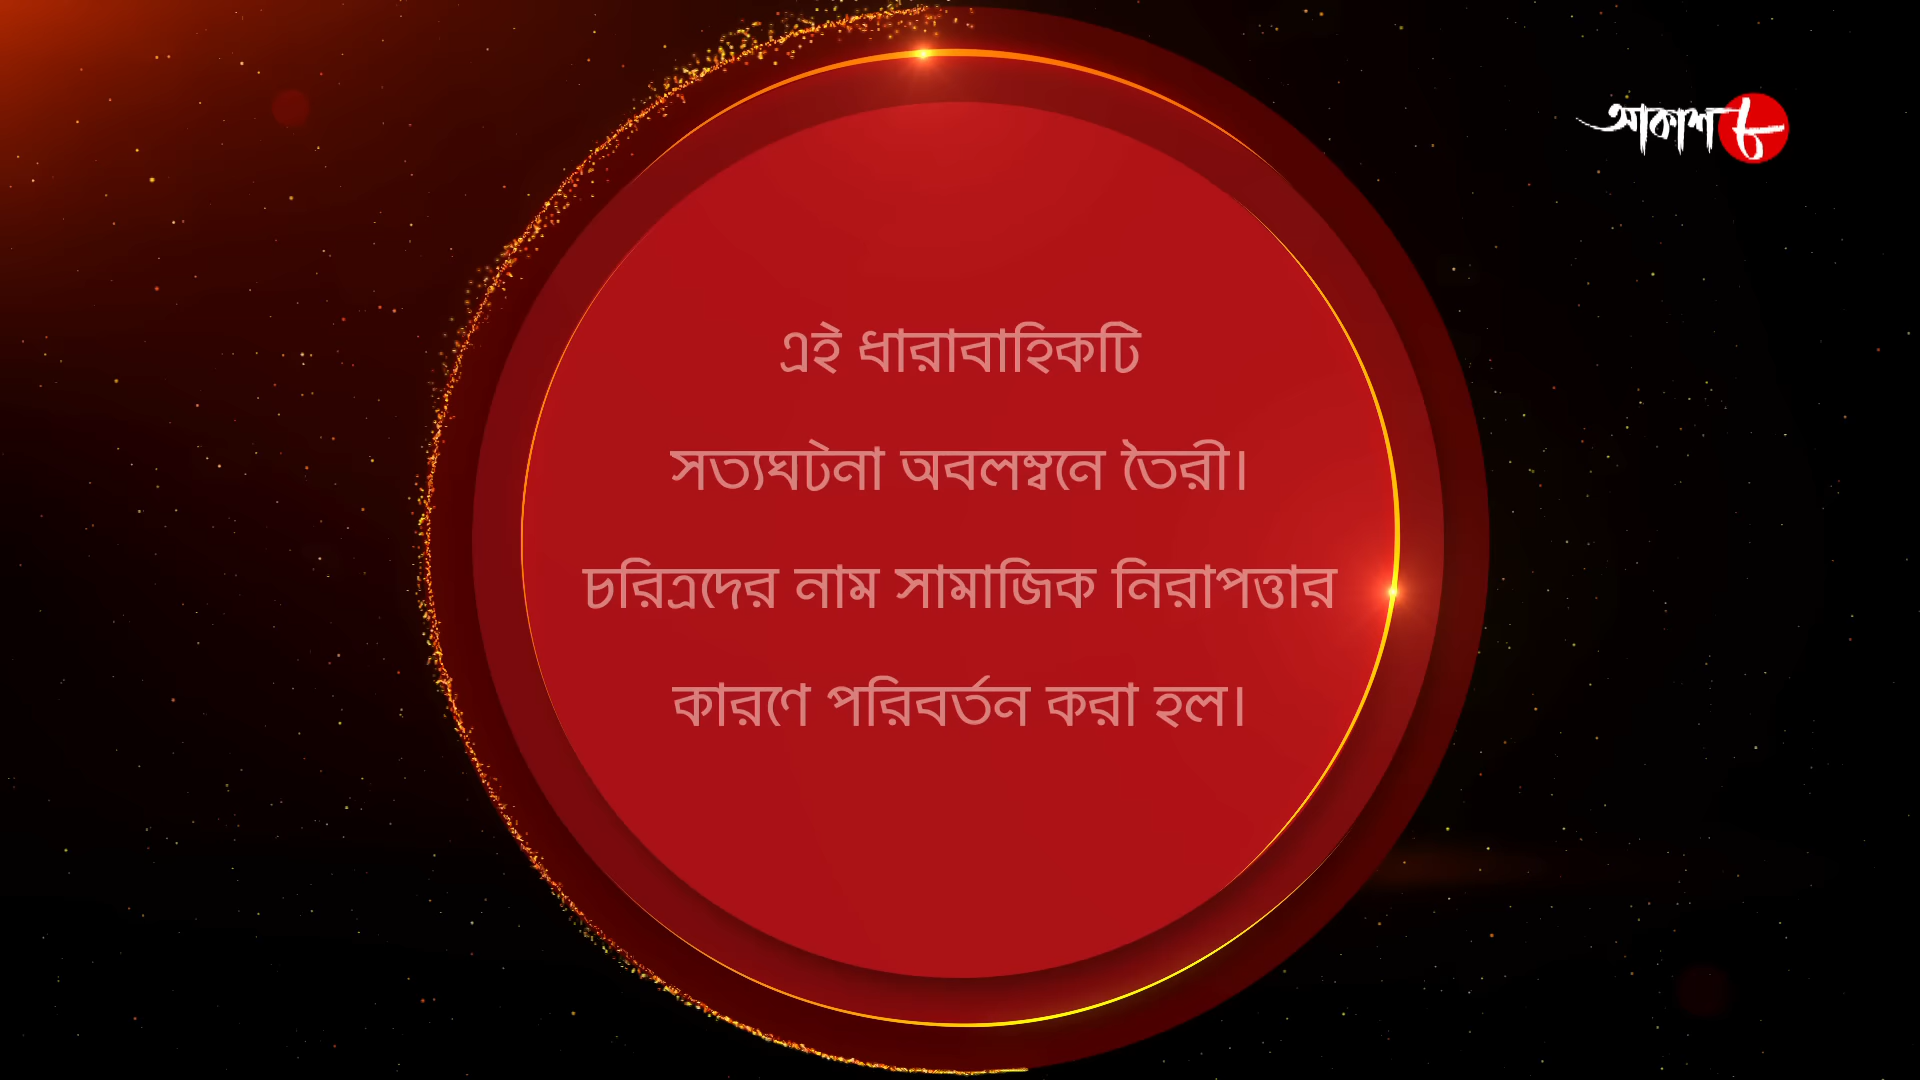 আকাশ ৮
এই ধারাবাহিকটি
সত্যঘটনা অবলম্বনে তৈরী।
চরিত্রদের নাম সামাজিক নিরাপত্তার
কারণে পরিবর্তন করা হল।